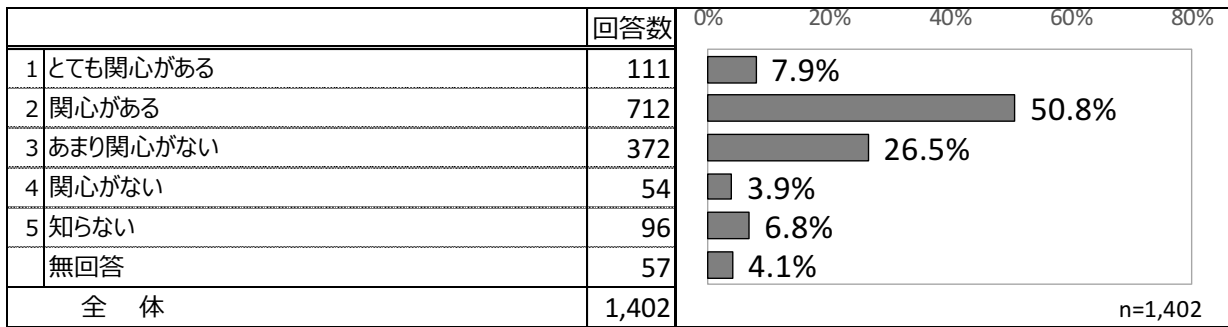 回答数 0% 20% 40% 60% 80%
1 とても関心がある 111 7.9%
2 関心がある 712 50.8%
3 あまり関心がない 372 26.5%
4 関心がない 54 3.9%
5 知らない 96 6.8%
無回答 57 4.1%
全 体 1,402 n=1,402